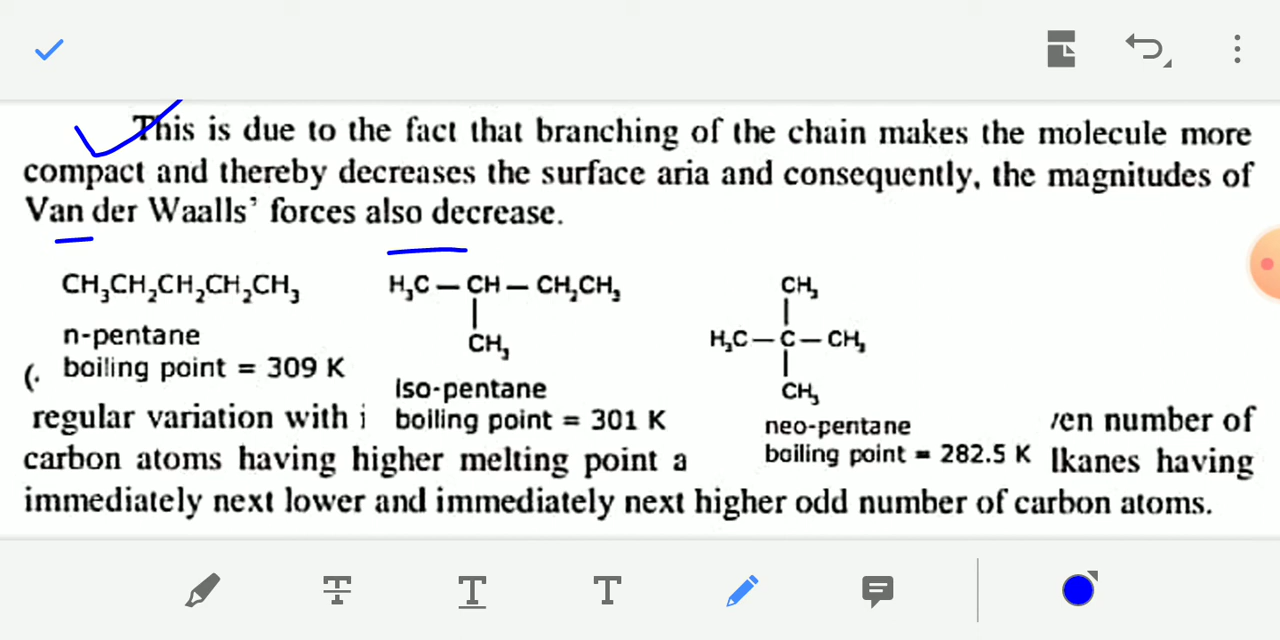 This is due to the fact that branching of the chain makes the molecule more
compact and thereby decreases the surface aria and consequently, the magnitudes of
Van der Waalls' forces also decrease.
CH₃CH₂CH₂CH₂CH₃
n-pentane
boiling point = 309 K
H₃C — CH — CH₂CH₃
CH₃
iso-pentane
boiling point = 301 K
CH₃
H₃C — C — CH₃
CH₃
neo-pentane
boiling point = 282.5 K
(.
regular variation with i ven number of
carbon atoms having higher melting point a lkanes having
immediately next lower and immediately next higher odd number of carbon atoms.
T T T